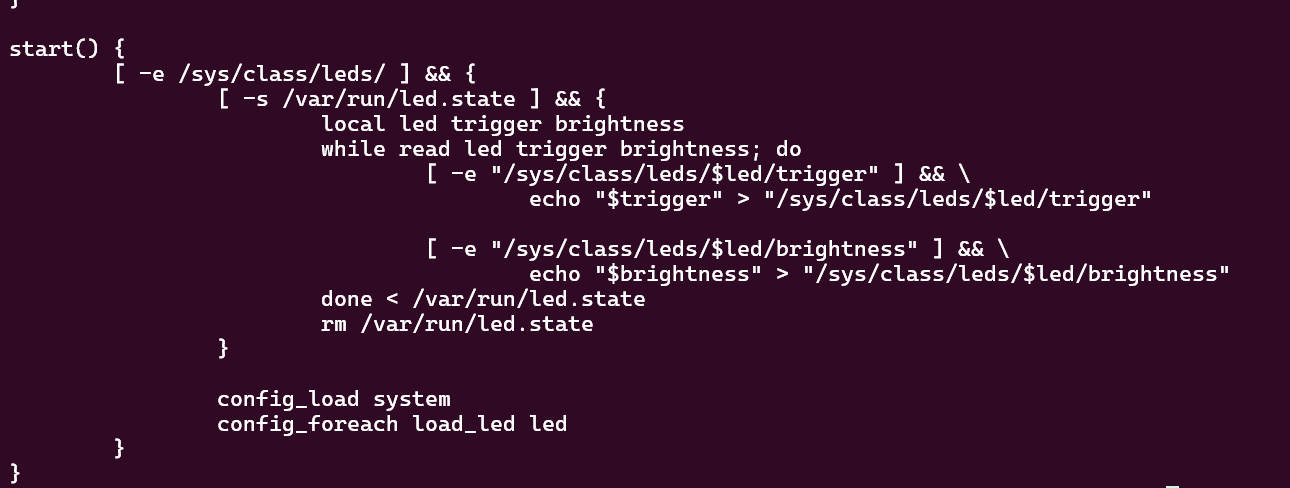 }
start() {
        [ -e /sys/class/leds/ ] && {
                [ -s /var/run/led.state ] && {
                        local led trigger brightness
                        while read led trigger brightness; do
                                [ -e "/sys/class/leds/$led/trigger" ] && \
                                        echo "$trigger" > "/sys/class/leds/$led/trigger"

                                [ -e "/sys/class/leds/$led/brightness" ] && \
                                        echo "$brightness" > "/sys/class/leds/$led/brightness"
                        done < /var/run/led.state
                        rm /var/run/led.state
                }

                config_load system
                config_foreach load_led led
        }
}